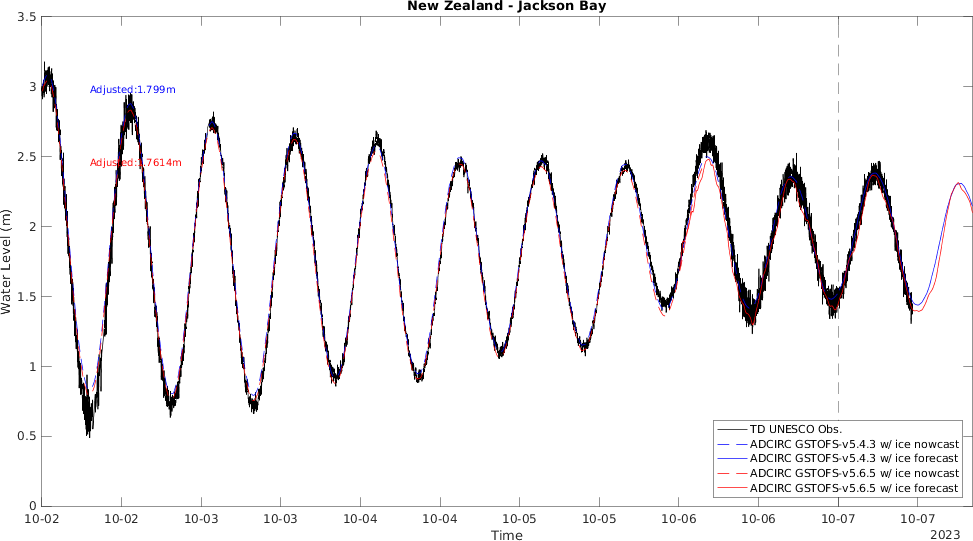 New Zealand - Jackson Bay
3.5
3
2.5
2
1.5
1
0.5
0
Water Level (m)
Adjusted:1.799m
Adjusted:1.7614m
TD UNESCO Obs.
ADCIRC GSTOFS-v5.4.3 w/ ice nowcast
ADCIRC GSTOFS-v5.4.3 w/ ice forecast
ADCIRC GSTOFS-v5.6.5 w/ ice nowcast
ADCIRC GSTOFS-v5.6.5 w/ ice forecast
10-02 10-02 10-03 10-03 10-04 10-04 10-05 10-05 10-06 10-06 10-07 10-07
Time
2023